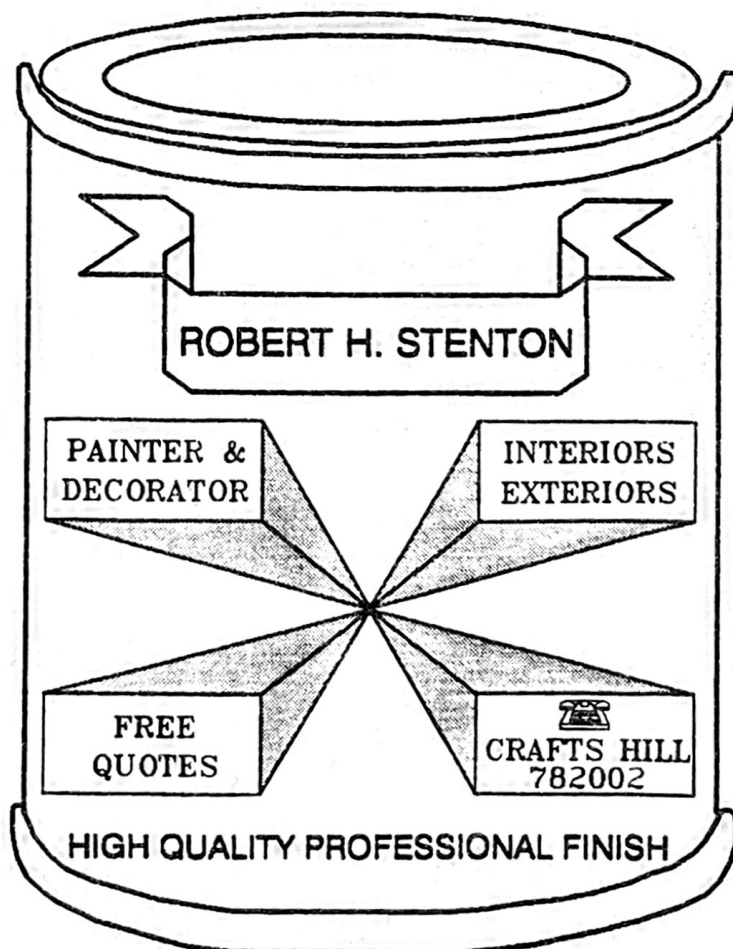 ROBERT H. STENTON
PAINTER &
DECORATOR
INTERIORS
EXTERIORS
FREE
QUOTES
CRAFTS HILL
782002
HIGH QUALITY PROFESSIONAL FINISH